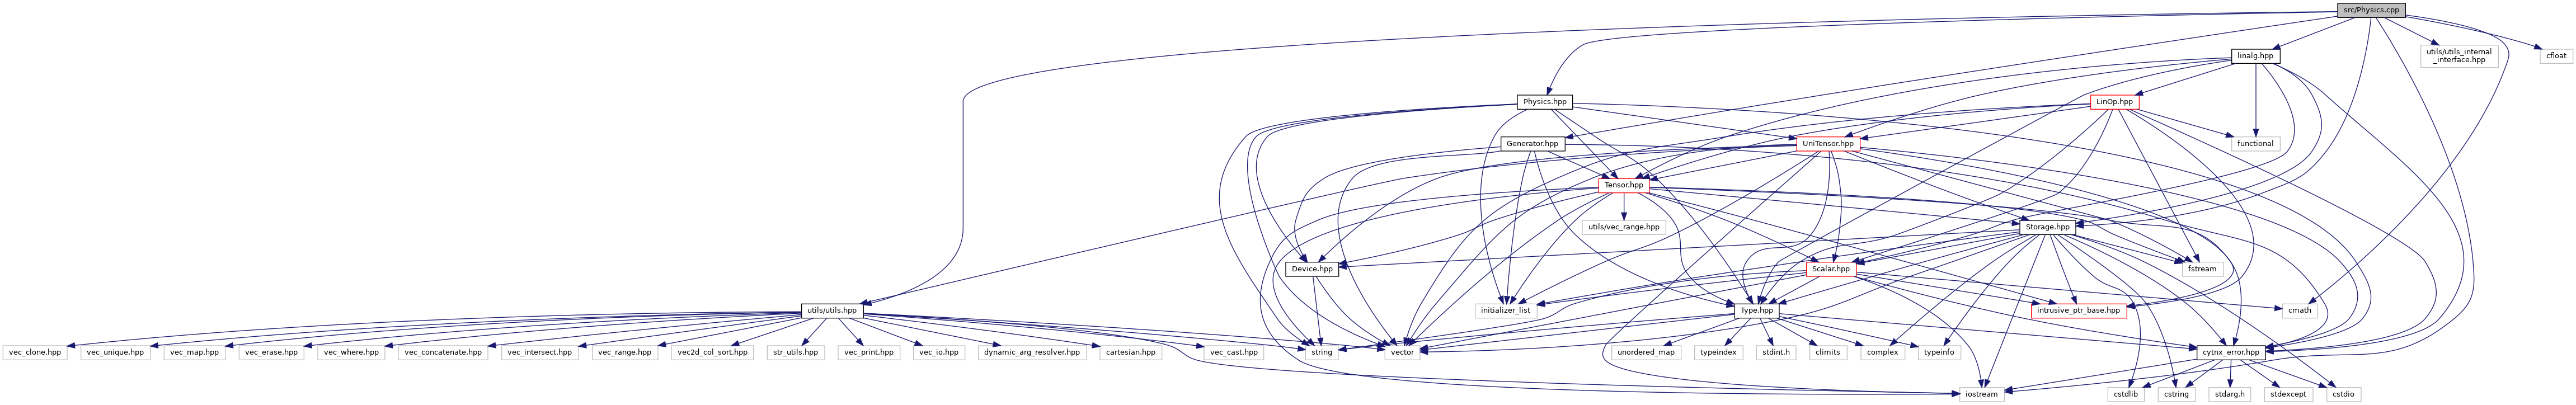 src/Physics.cpp
linalg.hpp
utils/utils_internal
_interface.hpp
cfloat
Physics.hpp
LinOp.hpp
Generator.hpp
UniTensor.hpp
functional
Tensor.hpp
utils/vec_range.hpp
Storage.hpp
Device.hpp
Scalar.hpp
fstream
utils/utils.hpp
initializer_list
Type.hpp
intrusive_ptr_base.hpp
cmath
vec_clone.hpp
vec_unique.hpp
vec_map.hpp
vec_erase.hpp
vec_where.hpp
vec_concatenate.hpp
vec_intersect.hpp
vec_range.hpp
vec2d_col_sort.hpp
str_utils.hpp
vec_print.hpp
vec_io.hpp
dynamic_arg_resolver.hpp
cartesian.hpp
vec_cast.hpp
string
vector
unordered_map
typeindex
stdint.h
climits
complex
typeinfo
cytnx_error.hpp
iostream
cstdlib
cstring
stdarg.h
stdexcept
cstdio